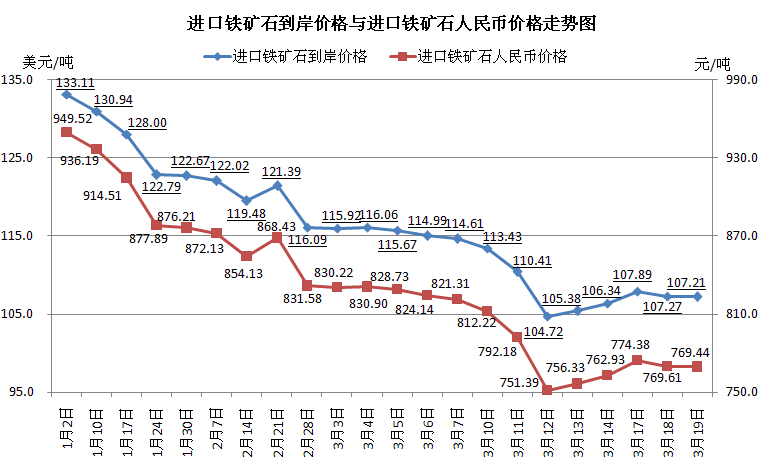 进口铁矿石到岸价格与进口铁矿石人民币价格走势图
美元/吨
进口铁矿石到岸价格
进口铁矿石人民币价格
元/吨
135.0
125.0
115.0
105.0
95.0
990.0
930.0
870.0
810.0
750.0
133.11
130.94
128.00
122.79
122.67
122.02
119.48
121.39
116.09
115.92
116.06
115.67
114.99
114.61
113.43
110.41
104.72
105.38
106.34
107.89
107.27
107.21
949.52
936.19
914.51
877.89
876.21
872.13
854.13
868.43
831.58
830.22
830.90
828.73
824.14
821.31
812.22
792.18
751.39
756.33
762.93
774.38
769.61
769.44
1月2日
1月10日
1月17日
1月24日
1月30日
2月7日
2月14日
2月21日
2月28日
3月3日
3月4日
3月5日
3月6日
3月7日
3月10日
3月11日
3月12日
3月13日
3月14日
3月17日
3月18日
3月19日